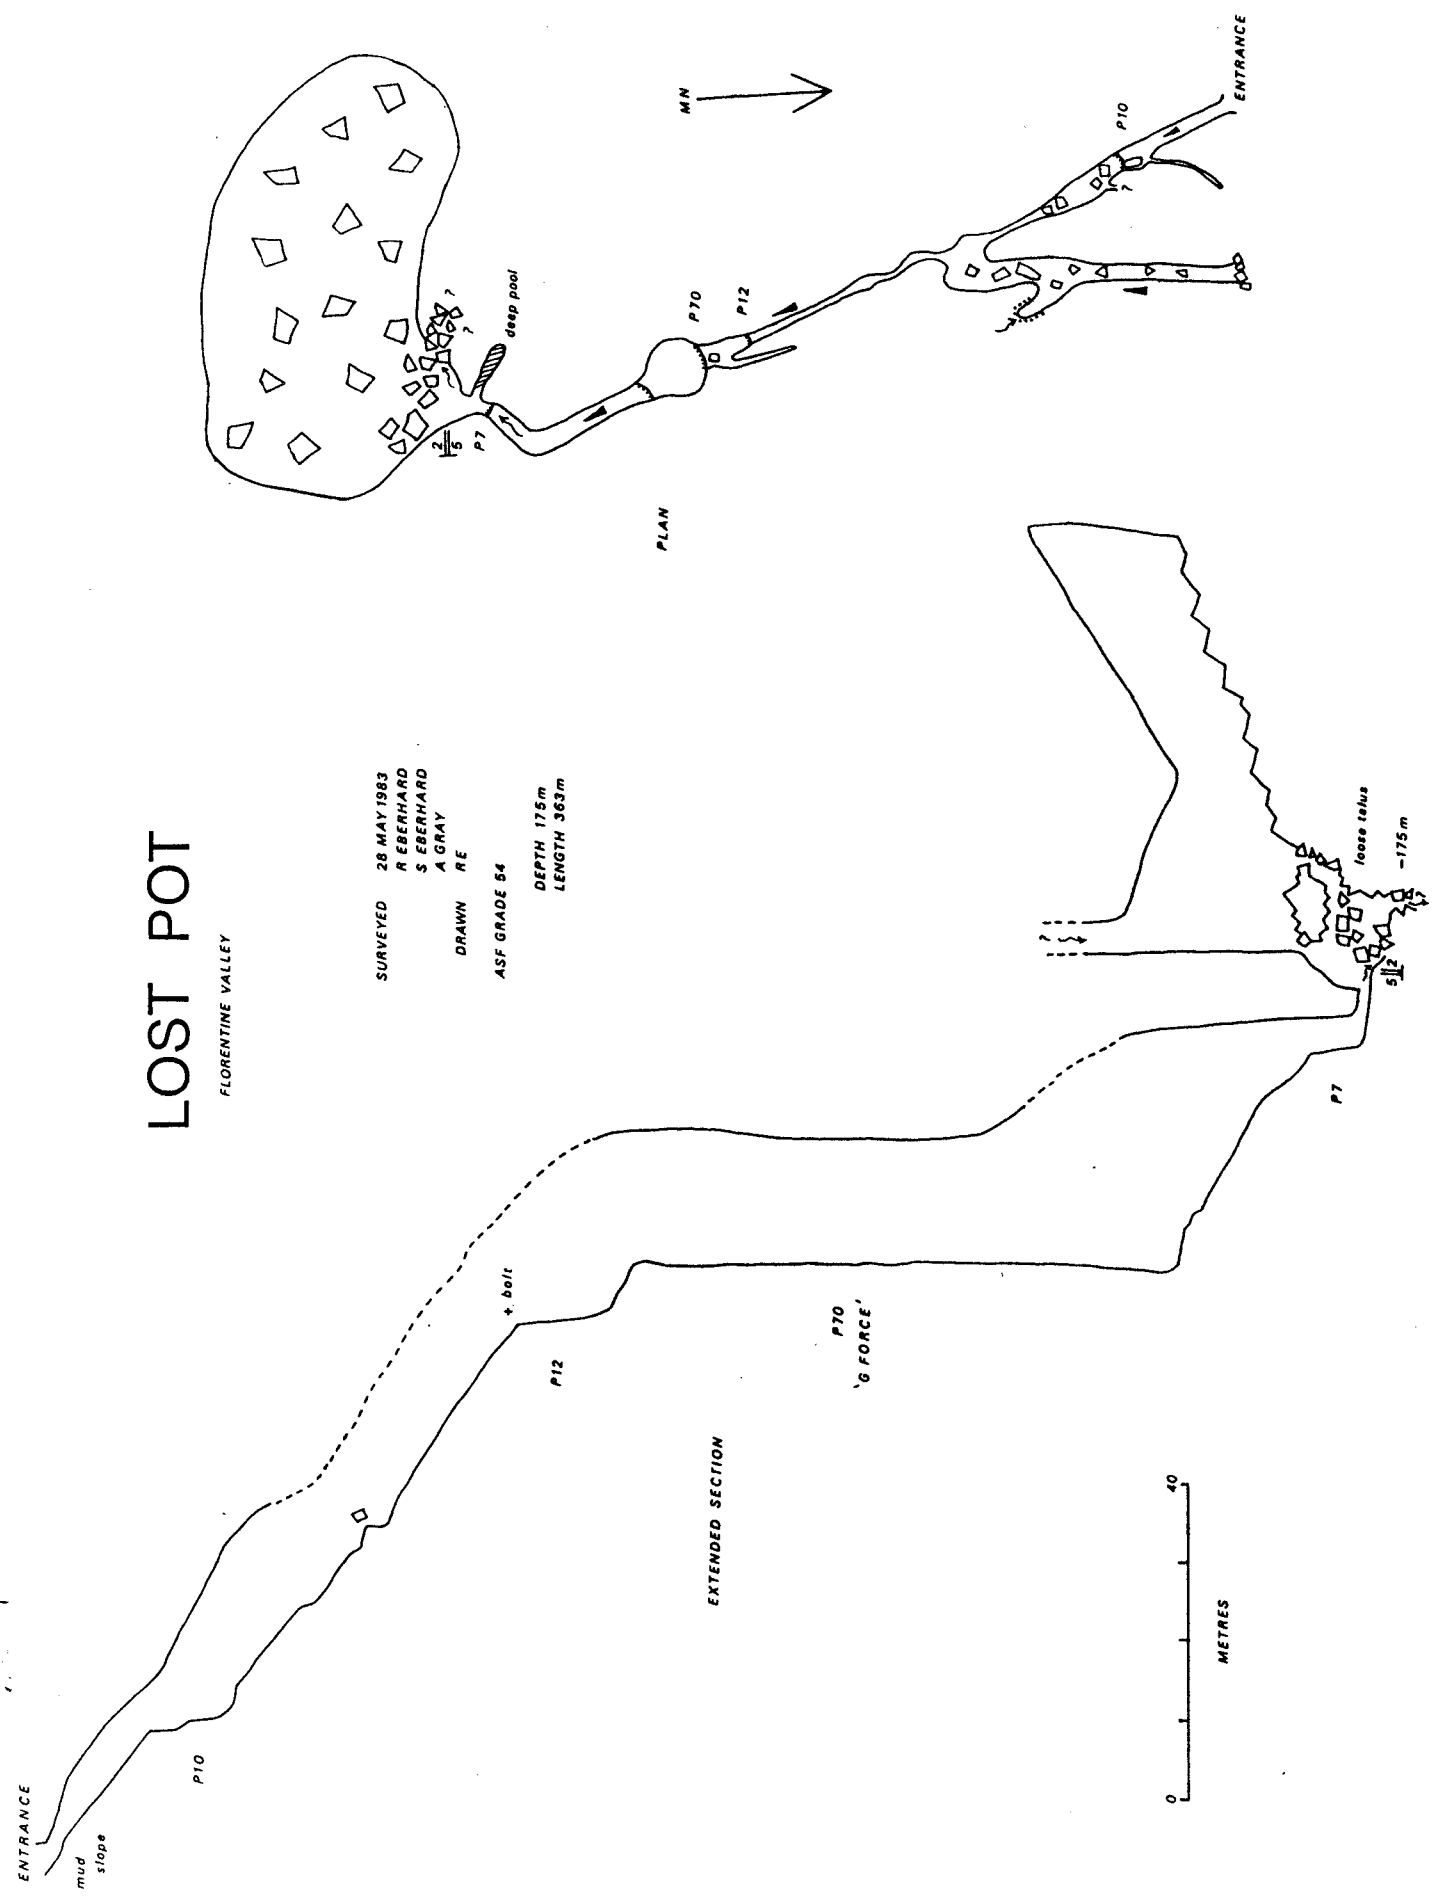 LOST POT
FLORENTINE VALLEY
SURVEYED 28 MAY 1983
R EBERHARD
S EBERHARD
A GRAY
DRAWN RE
ASF GRADE 54
DEPTH 175m
LENGTH 363m
ENTRANCE
mud
slope
P10
+ bolt
P12
P70
'G FORCE'
EXTENDED SECTION
P7
?
5 2
loose talus
-175m
?
0 40
METRES
PLAN
MN
ENTRANCE
P10
?
P12
P70
P7
2
5
deep pool
?
?